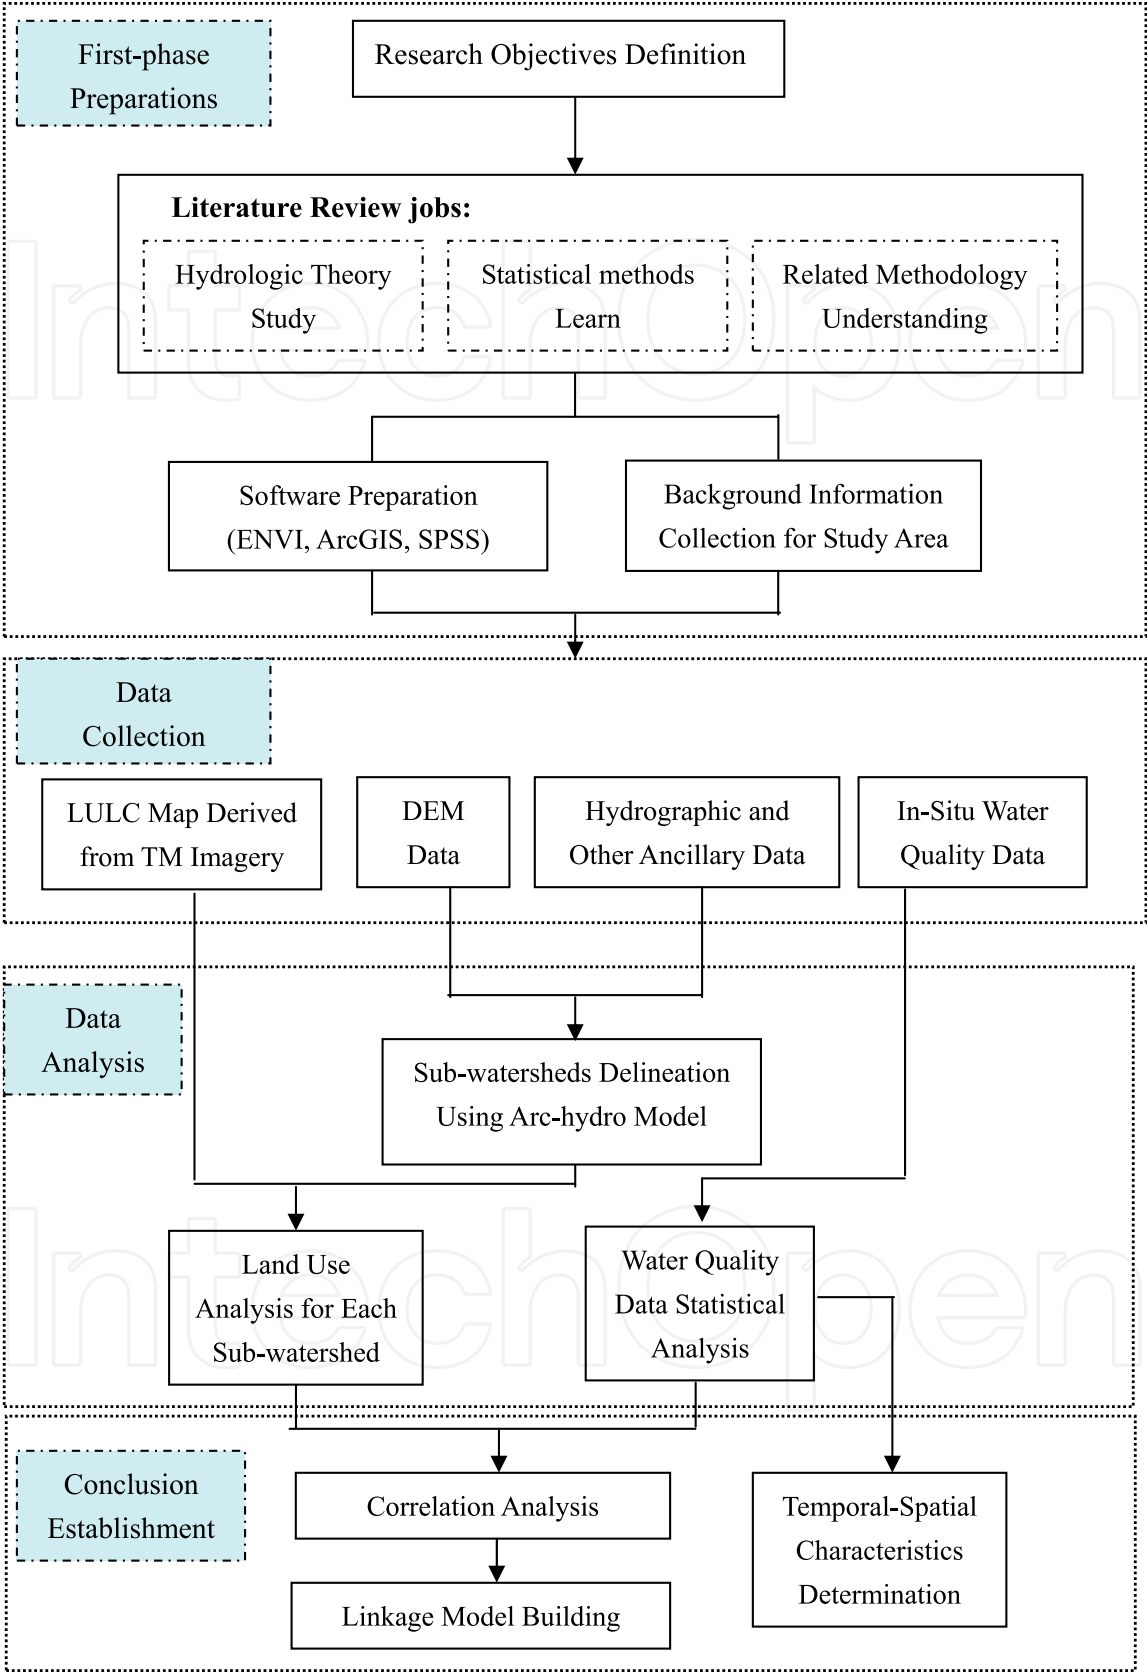 First-phase
Preparations
Research Objectives Definition
Literature Review jobs:
Hydrologic Theory
Study
Statistical methods
Learn
Related Methodology
Understanding
Software Preparation
(ENVI, ArcGIS, SPSS)
Background Information
Collection for Study Area
Data
Collection
LULC Map Derived
from TM Imagery
DEM
Data
Hydrographic and
Other Ancillary Data
In-Situ Water
Quality Data
Data
Analysis
Sub-watersheds Delineation
Using Arc-hydro Model
Land Use
Analysis for Each
Sub-watershed
Water Quality
Data Statistical
Analysis
Conclusion
Establishment
Correlation Analysis
Linkage Model Building
Temporal-Spatial
Characteristics
Determination
IntechOpen
IntechOpen